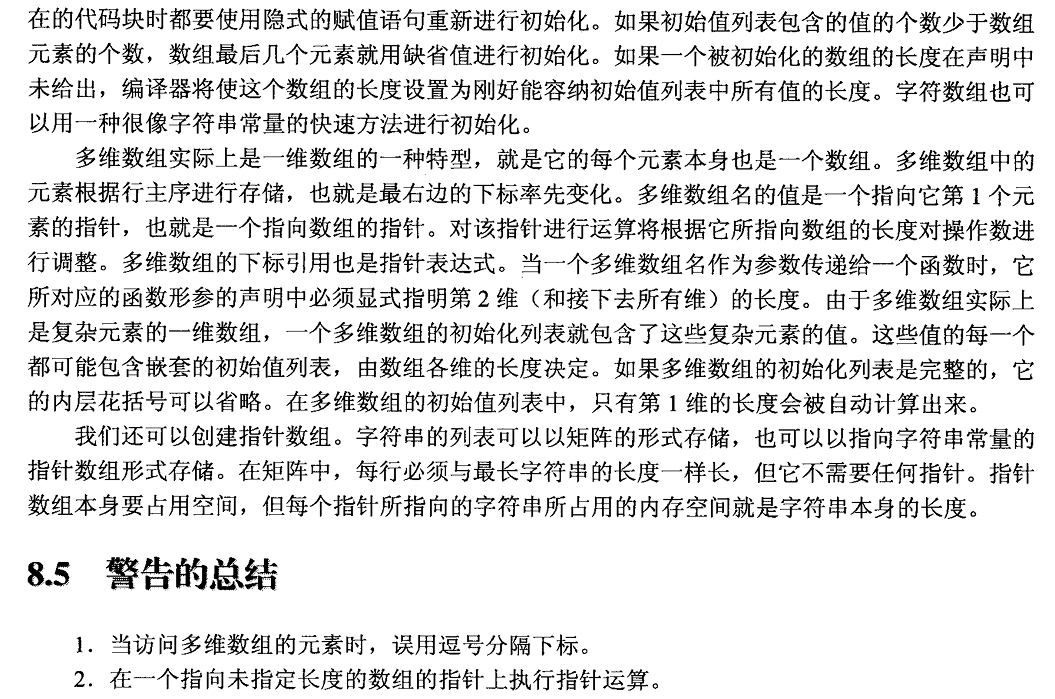 在的代码块时都要使用隐式的赋值语句重新进行初始化。如果初始值列表包含的值的个数少于数组
元素的个数，数组最后几个元素就用缺省值进行初始化。如果一个被初始化的数组的长度在声明中
未给出，编译器将使这个数组的长度设置为刚好能容纳初始值列表中所有值的长度。字符数组也可
以用一种很像字符串常量的快速方法进行初始化。
多维数组实际上是一维数组的一种特型，就是它的每个元素本身也是一个数组。多维数组中的
元素根据行主序进行存储，也就是最右边的下标率先变化。多维数组名的值是一个指向它第 1 个元
素的指针，也就是一个指向数组的指针。对该指针进行运算将根据它所指向数组的长度对操作数进
行调整。多维数组的下标引用也是指针表达式。当一个多维数组名作为参数传递给一个函数时，它
所对应的函数形参的声明中必须显式指明第 2 维（和接下去所有维）的长度。由于多维数组实际上
是复杂元素的一维数组，一个多维数组的初始化列表就包含了这些复杂元素的值。这些值的每一个
都可能包含嵌套的初始值列表，由数组各维的长度决定。如果多维数组的初始化列表是完整的，它
的内层花括号可以省略。在多维数组的初始值列表中，只有第 1 维的长度会被自动计算出来。
我们还可以创建指针数组。字符串的列表可以以矩阵的形式存储，也可以以指向字符串常量的
指针数组形式存储。在矩阵中，每行必须与最长字符串的长度一样长，但它不需要任何指针。指针
数组本身要占用空间，但每个指针所指向的字符串所占用的内存空间就是字符串本身的长度。
8.5 警告的总结
1．当访问多维数组的元素时，误用逗号分隔下标。
2．在一个指向未指定长度的数组的指针上执行指针运算。